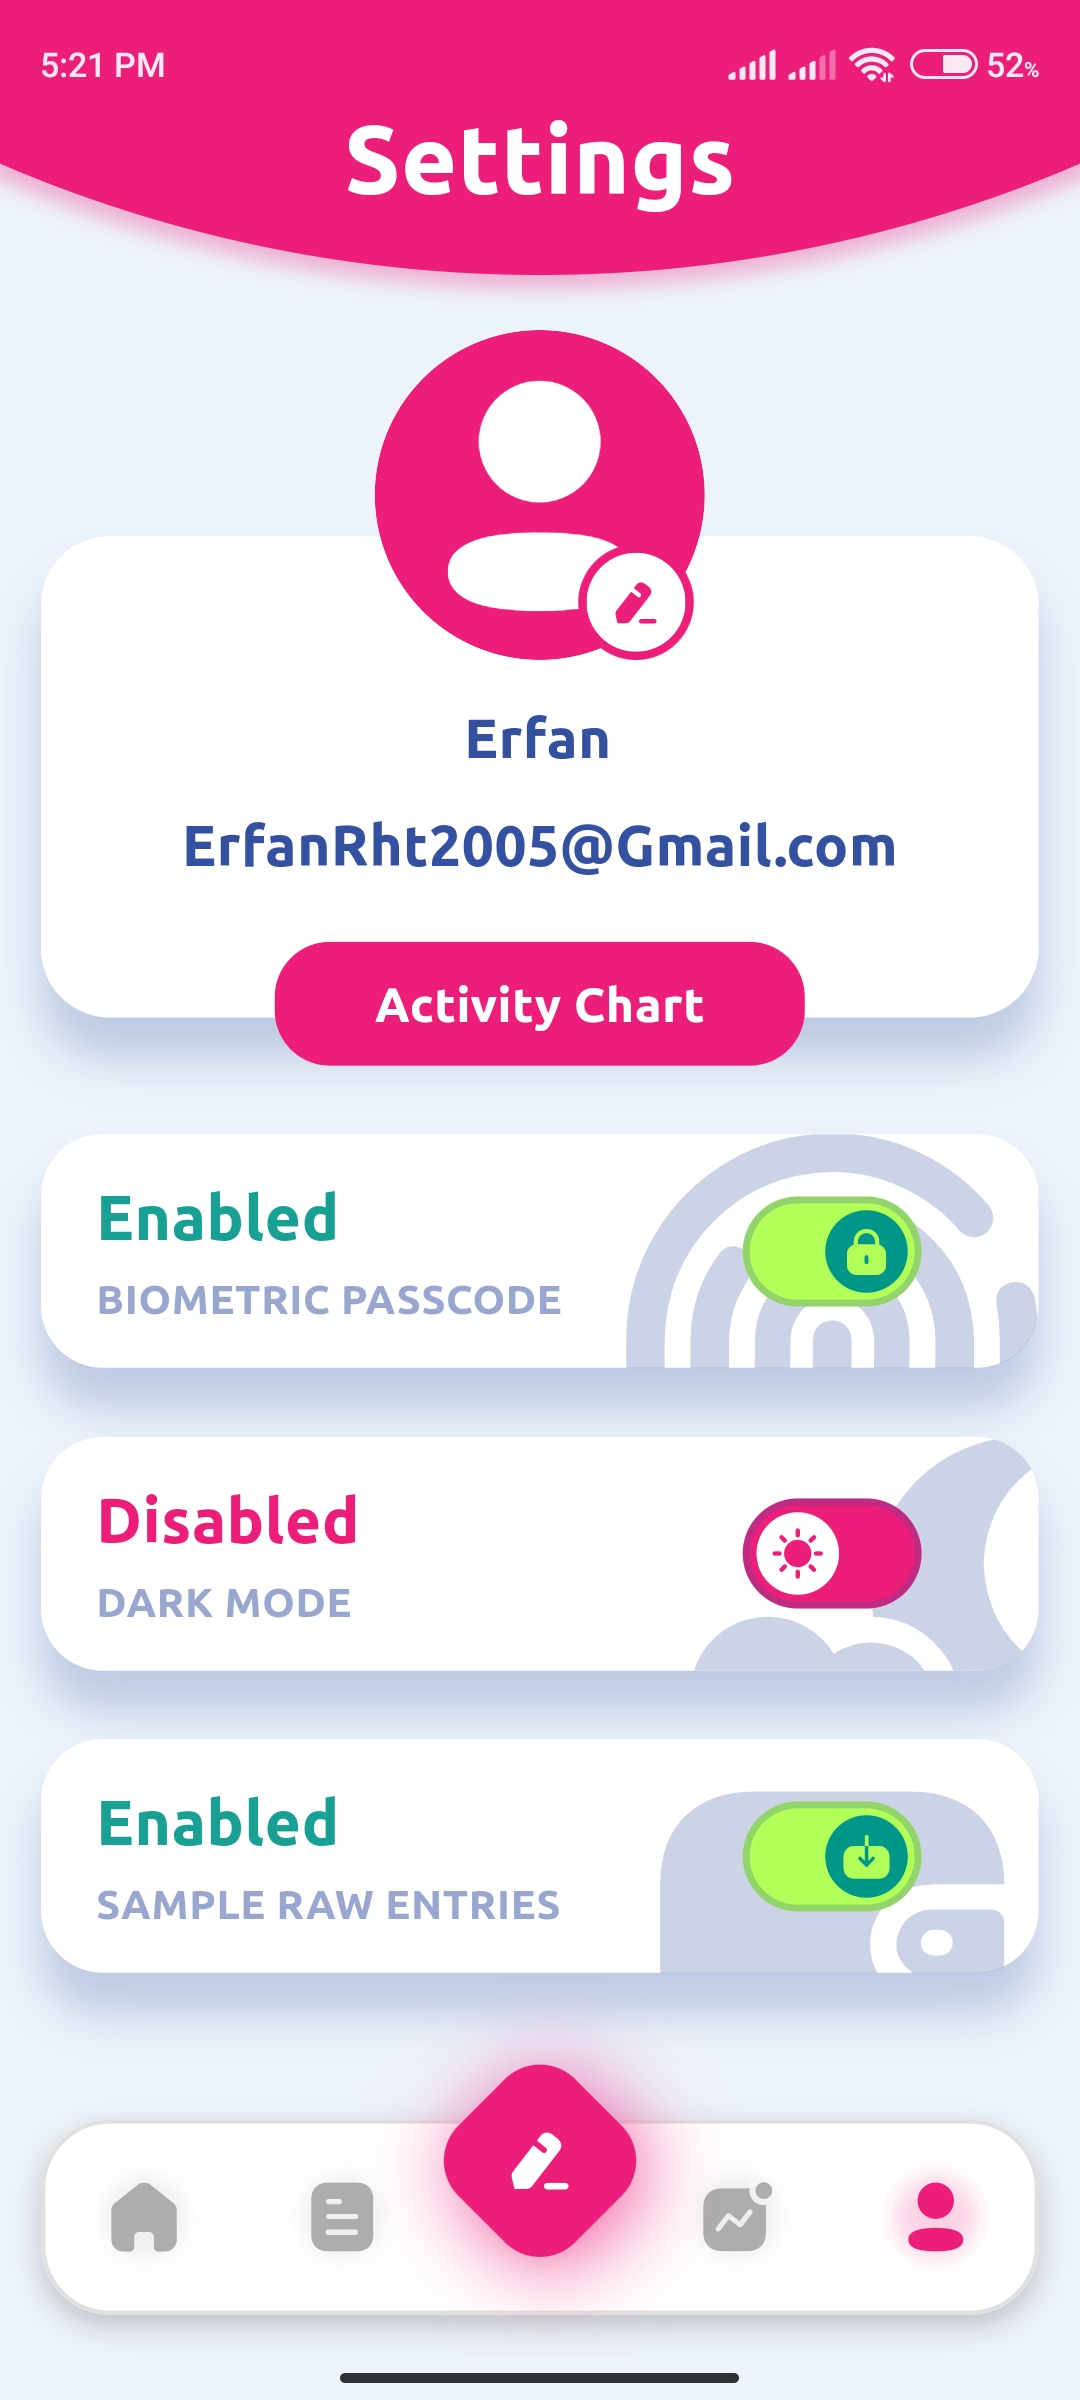 5:21 PM
52%
Settings
Erfan
ErfanRht2005@Gmail.com
Activity Chart
Enabled
BIOMETRIC PASSCODE
Disabled
DARK MODE
Enabled
SAMPLE RAW ENTRIES